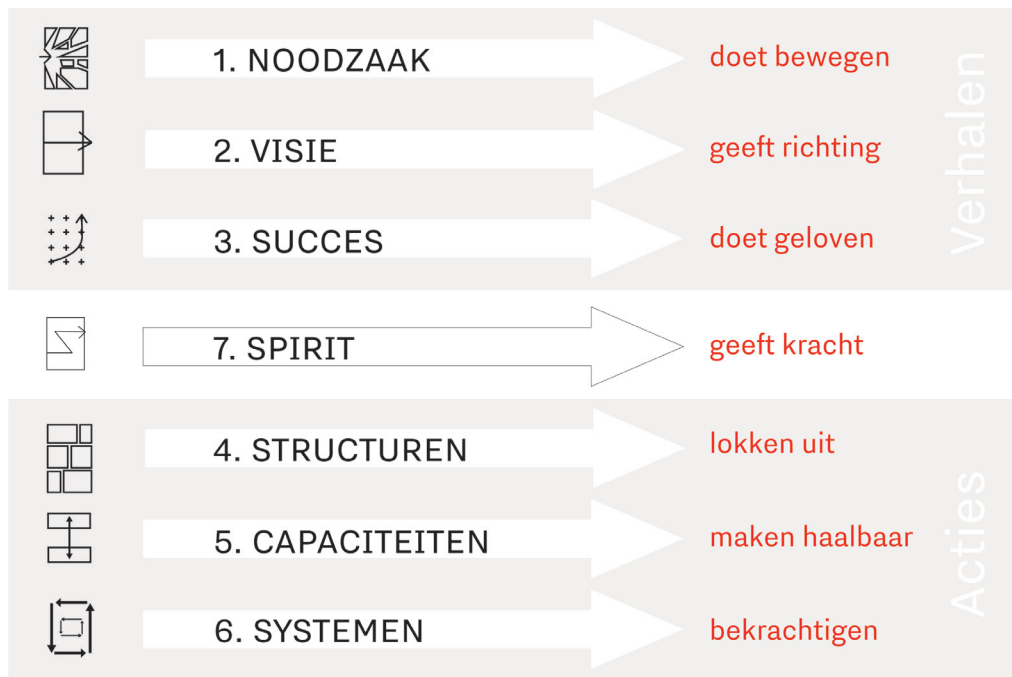 1. NOODZAAK doet bewegen
2. VISIE geeft richting
3. SUCCES doet geloven
Verhalen
7. SPIRIT geeft kracht
4. STRUCTUREN lokken uit
5. CAPACITEITEN maken haalbaar
6. SYSTEMEN bekrachtigen
Acties